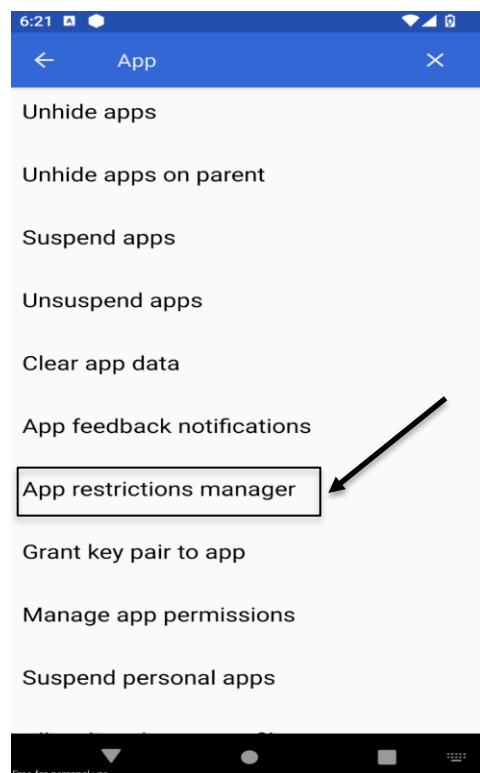 6:21
App
Unhide apps
Unhide apps on parent
Suspend apps
Unsuspend apps
Clear app data
App feedback notifications
App restrictions manager
Grant key pair to app
Manage app permissions
Suspend personal apps